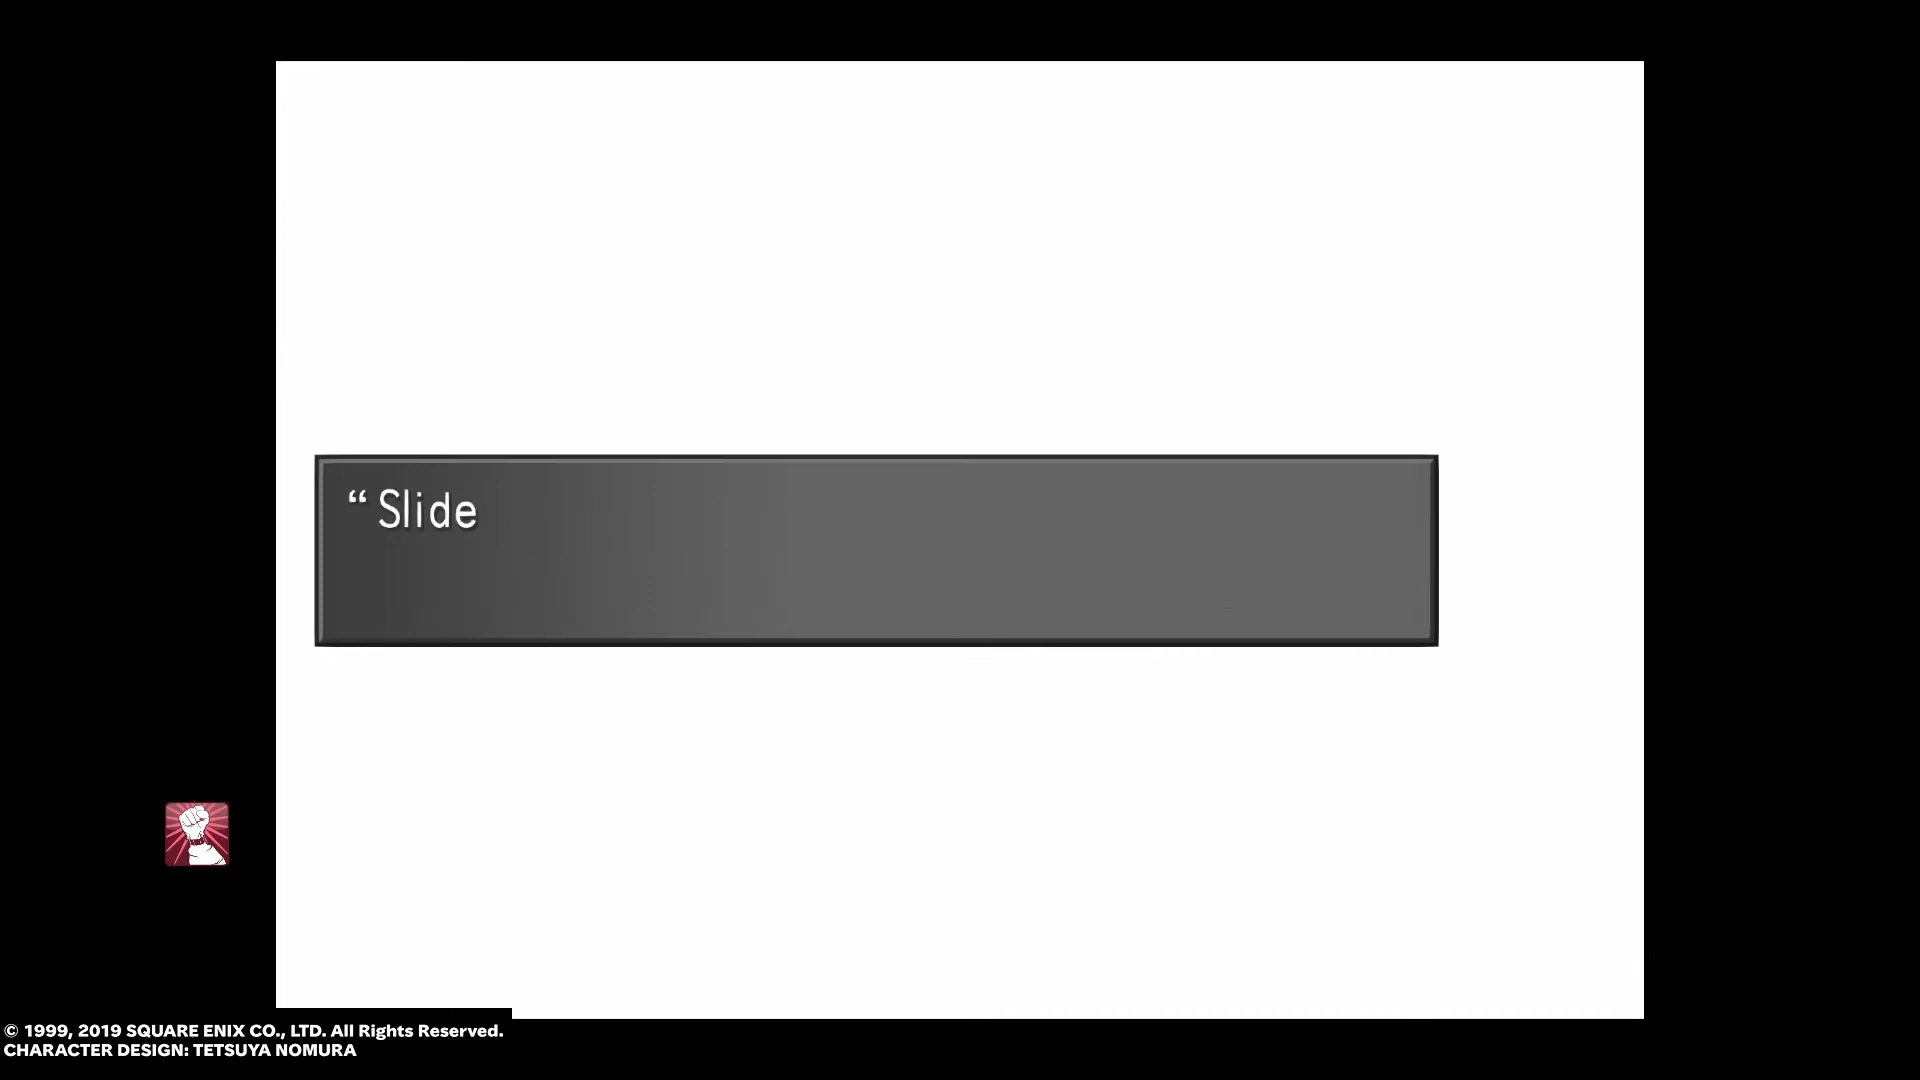 “Slide
© 1999, 2019 SQUARE ENIX CO., LTD. All Rights Reserved.
CHARACTER DESIGN: TETSUYA NOMURA